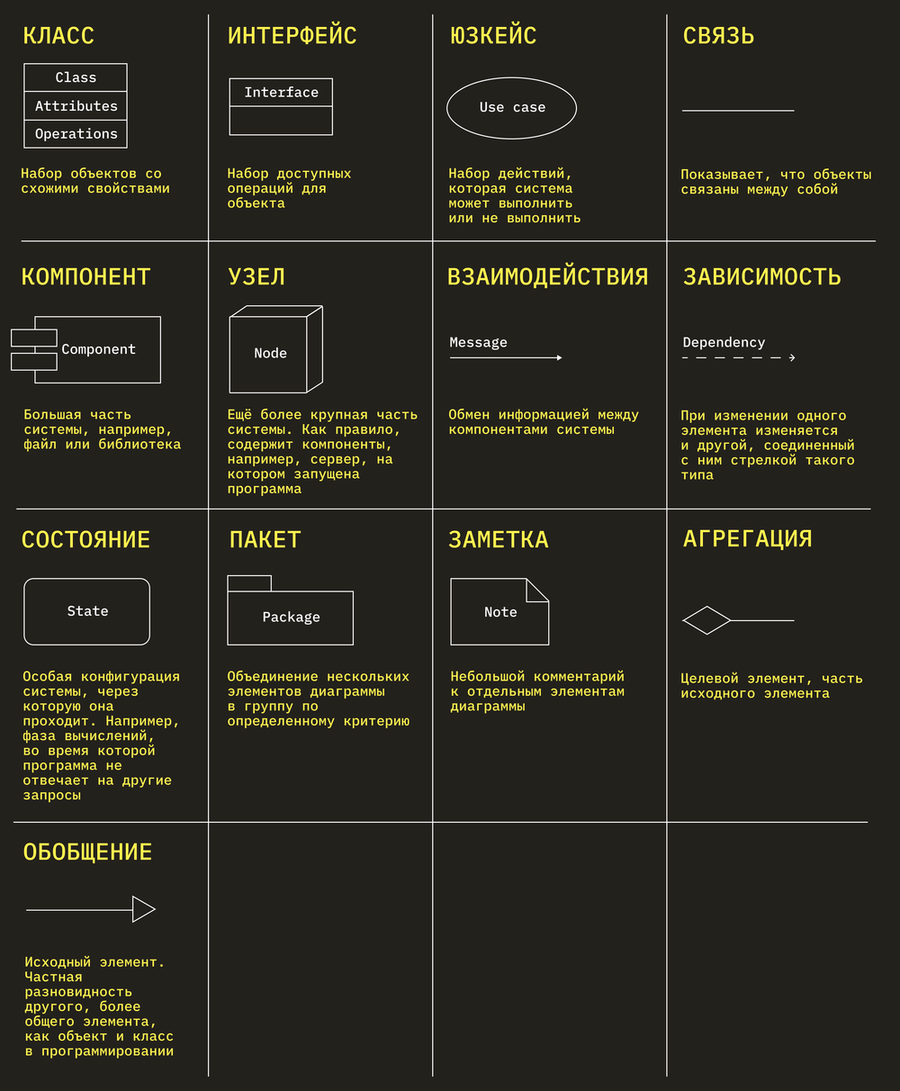 КЛАСС
Class
Attributes
Operations
Набор объектов со
схожими свойствами
ИНТЕРФЕЙС
Interface
Набор доступных
операций для
объекта
ЮЗКЕЙС
Use case
Набор действий,
которая система
может выполнить
или не выполнить
СВЯЗЬ
Показывает, что объекты
связаны между собой
КОМПОНЕНТ
Component
Большая часть
системы, например,
файл или библиотека
УЗЕЛ
Node
Ещё более крупная часть
системы. Как правило,
содержит компоненты,
например, сервер, на
котором запущена
программа
ВЗАИМОДЕЙСТВИЯ
Message
Обмен информацией между
компонентами системы
ЗАВИСИМОСТЬ
Dependency
При изменении одного
элемента изменяется
и другой, соединенный
с ним стрелкой такого
типа
СОСТОЯНИЕ
State
Особая конфигурация
системы, через
которую она
проходит. Например,
фаза вычислений,
во время которой
программа не
отвечает на другие
запросы
ПАКЕТ
Package
Объединение нескольких
элементов диаграммы
в группу по
определенному критерию
ЗАМЕТКА
Note
Небольшой комментарий
к отдельным элементам
диаграммы
АГРЕГАЦИЯ
Целевой элемент, часть
исходного элемента
ОБОБЩЕНИЕ
Исходный элемент.
Частная
разновидность
другого, более
общего элемента,
как объект и класс
в программировании